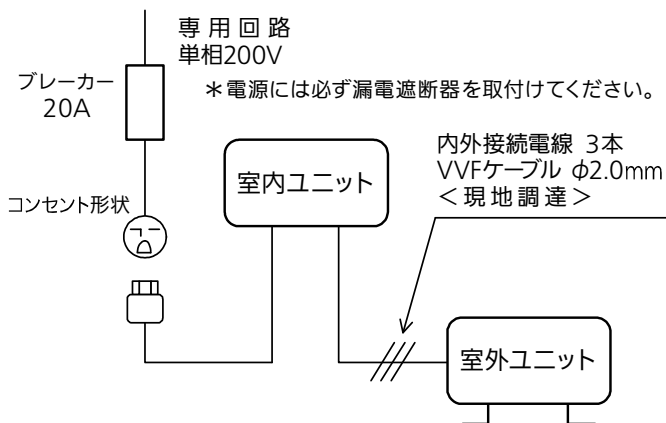 専用回路
単相200V
ブレーカー
20A
＊電源には必ず漏電遮断器を取付けてください。
内外接続電線 3本
VVFケーブル φ2.0mm
＜現地調達＞
室内ユニット
コンセント形状
室外ユニット